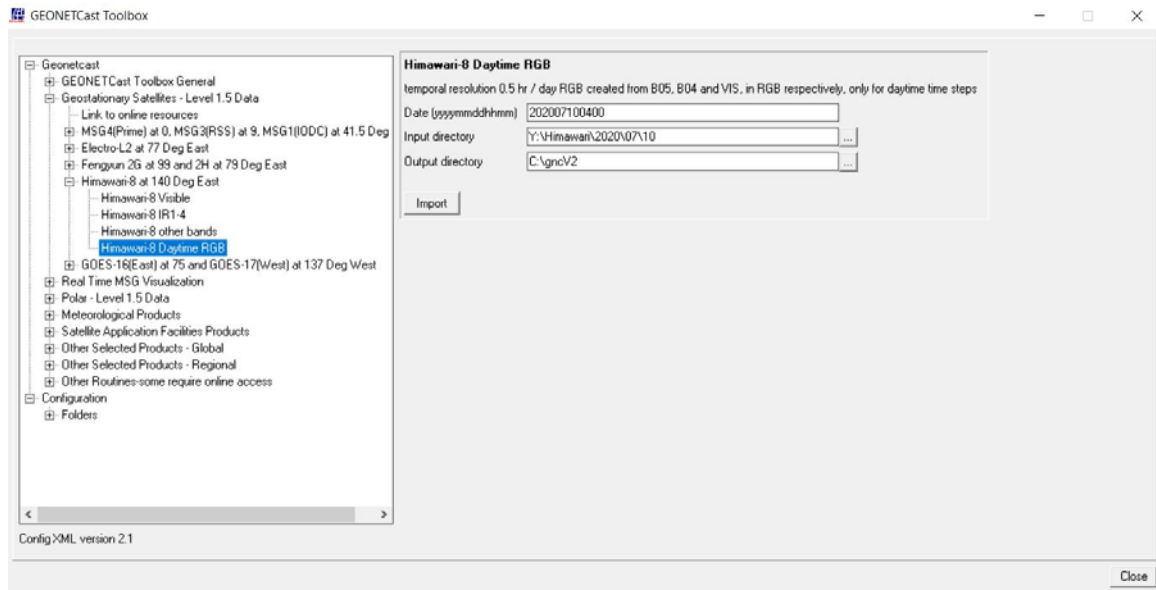 GEONETCast Toolbox
Geonetcast
GEONETCast Toolbox General
Geostationary Satellites - Level 1.5 Data
Link to online resources
MSG4(Prime) at 0, MSG3(RSS) at 9, MSG1(IODC) at 41.5 Deg
Electro-L2 at 77 Deg East
Fengyun 2G at 99 and 2H at 79 Deg East
Himawari-8 at 140 Deg East
Himawari-8 Visible
Himawari-8 IR1-4
Himawari-8 other bands
Himawari-8 Daytime RGB
GOES-16(East) at 75 and GOES-17(West) at 137 Deg West
Real Time MSG Visualization
Polar - Level 1.5 Data
Meteorological Products
Satellite Application Facilities Products
Other Selected Products - Global
Other Selected Products - Regional
Other Routines-some require online access
Configuration
Folders
Config XML version 2.1
Himawari-8 Daytime RGB
temporal resolution 0.5 hr / day RGB created from B05, B04 and VIS, in RGB respectively, only for daytime time steps
Date (yyyymmddhhmm) 202007100400
Input directory Y:\Himawari\2020\07\10 ...
Output directory C:\gncV2 ...
Import
Close